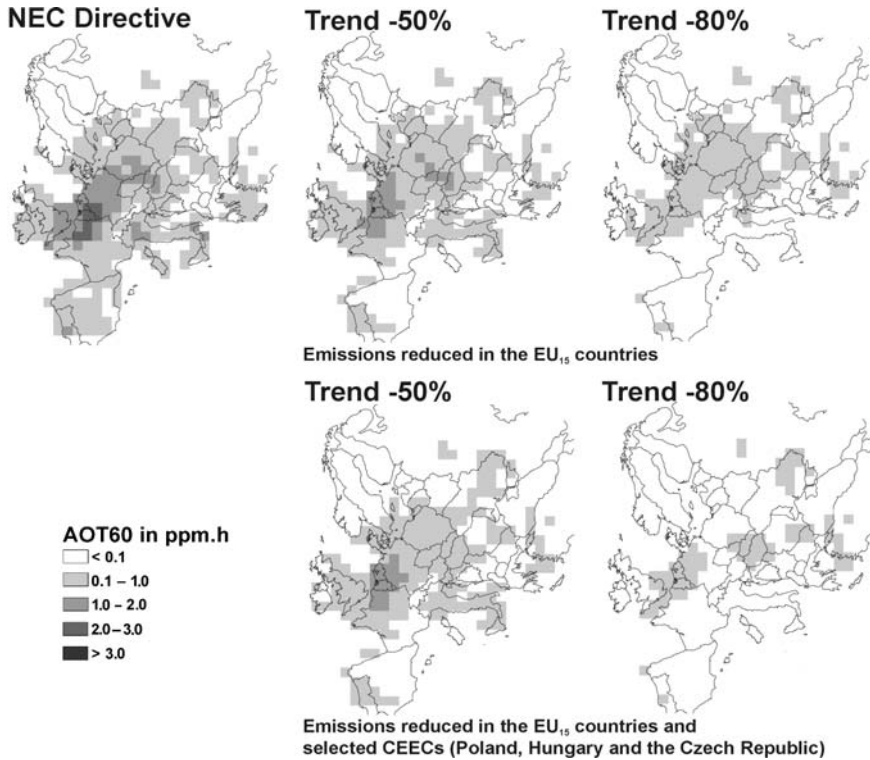 NEC Directive
Trend -50%
Trend -80%
Emissions reduced in the EU₁₅ countries
Trend -50%
Trend -80%
AOT60 in ppm.h
< 0.1
0.1 – 1.0
1.0 – 2.0
2.0 – 3.0
> 3.0
Emissions reduced in the EU₁₅ countries and
selected CEECs (Poland, Hungary and the Czech Republic)